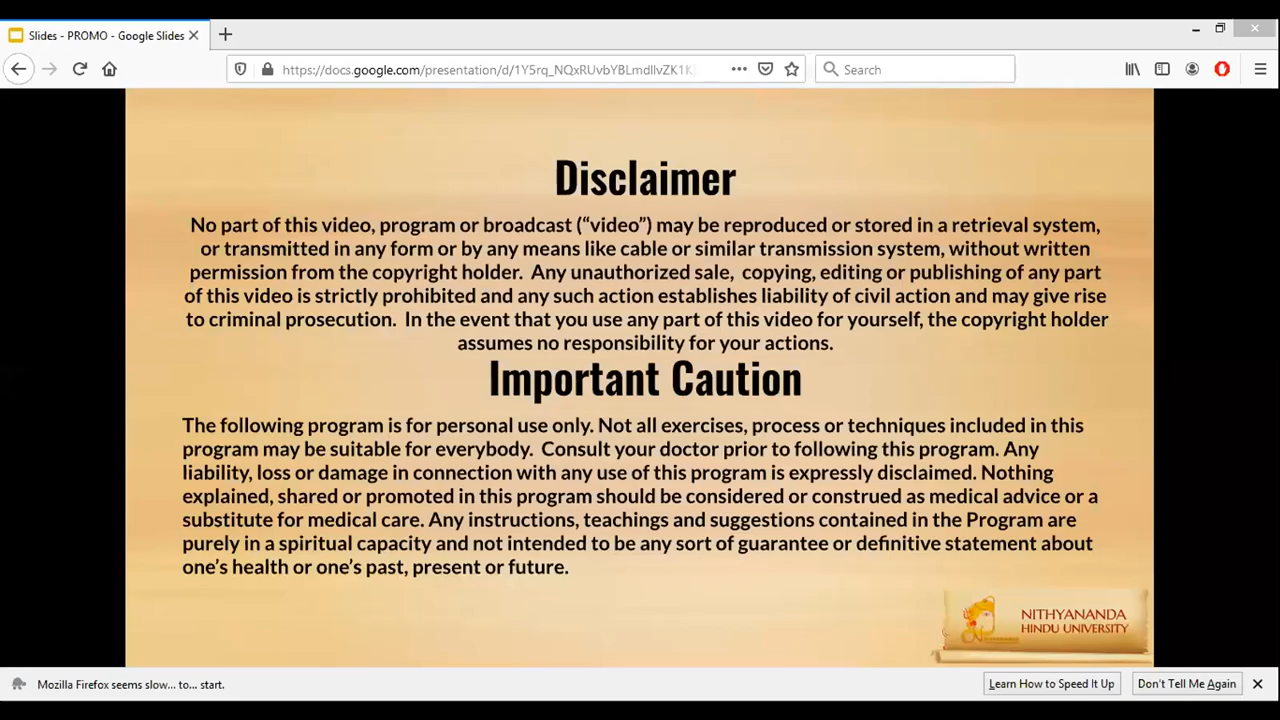 Slides - PROMO - Google Slides
https://docs.google.com/presentation/d/1Y5rq_NQxRUvbYBLmdllvZK1K
Search
Disclaimer
No part of this video, program or broadcast (“video”) may be reproduced or stored in a retrieval system,
or transmitted in any form or by any means like cable or similar transmission system, without written
permission from the copyright holder. Any unauthorized sale, copying, editing or publishing of any part
of this video is strictly prohibited and any such action establishes liability of civil action and may give rise
to criminal prosecution. In the event that you use any part of this video for yourself, the copyright holder
assumes no responsibility for your actions.
Important Caution
The following program is for personal use only. Not all exercises, process or techniques included in this
program may be suitable for everybody. Consult your doctor prior to following this program. Any
liability, loss or damage in connection with any use of this program is expressly disclaimed. Nothing
explained, shared or promoted in this program should be considered or construed as medical advice or a
substitute for medical care. Any instructions, teachings and suggestions contained in the Program are
purely in a spiritual capacity and not intended to be any sort of guarantee or definitive statement about
one’s health or one’s past, present or future.
NITHYANANDA
HINDU UNIVERSITY
Mozilla Firefox seems slow... to... start.
Learn How to Speed It Up
Don't Tell Me Again